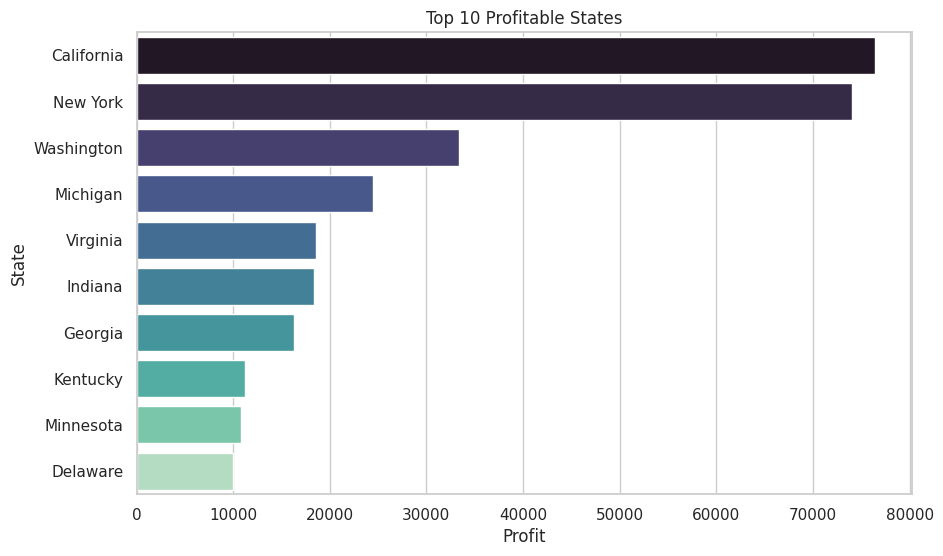 Top 10 Profitable States
State
California
New York
Washington
Michigan
Virginia
Indiana
Georgia
Kentucky
Minnesota
Delaware
0 10000 20000 30000 40000 50000 60000 70000 80000
Profit